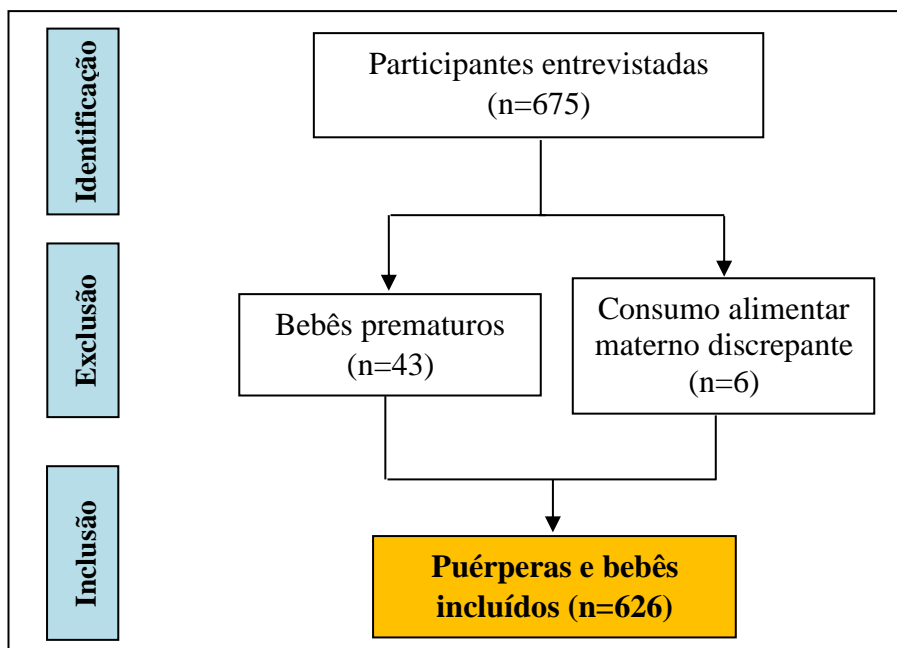 Identificação
Participantes entrevistadas
(n=675)
Exclusão
Bebês prematuros
(n=43)
Consumo alimentar
materno discrepante
(n=6)
Inclusão
Puérperas e bebês
incluídos (n=626)